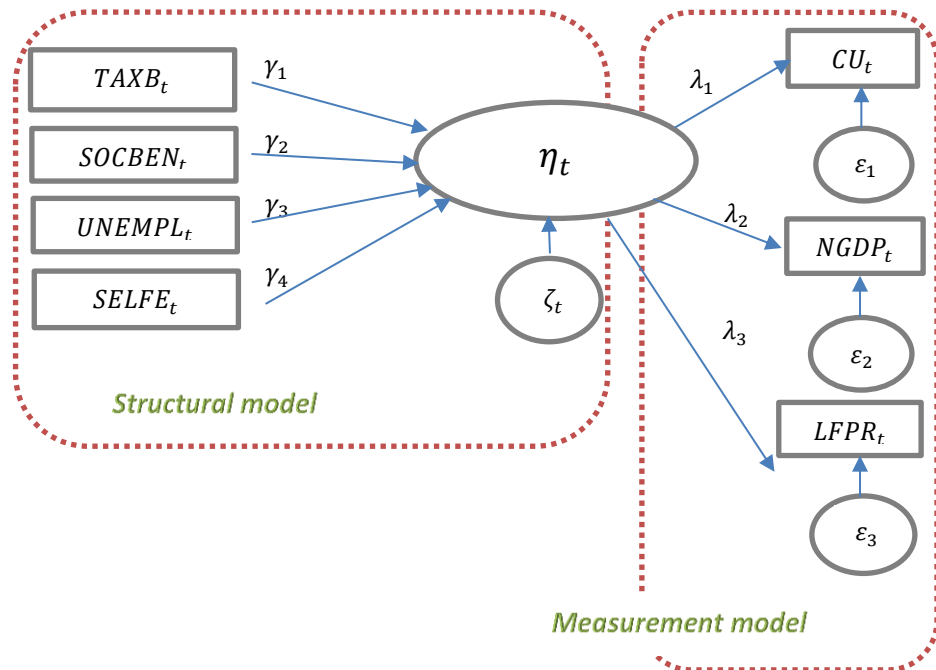 TAXB_t
γ_1
SOCBEN_t
γ_2
UNEMPL_t
γ_3
SELFE_t
γ_4
η_t
ζ_t
Structural model
λ_1
CU_t
ε_1
λ_2
NGDP_t
ε_2
λ_3
LFPR_t
ε_3
Measurement model